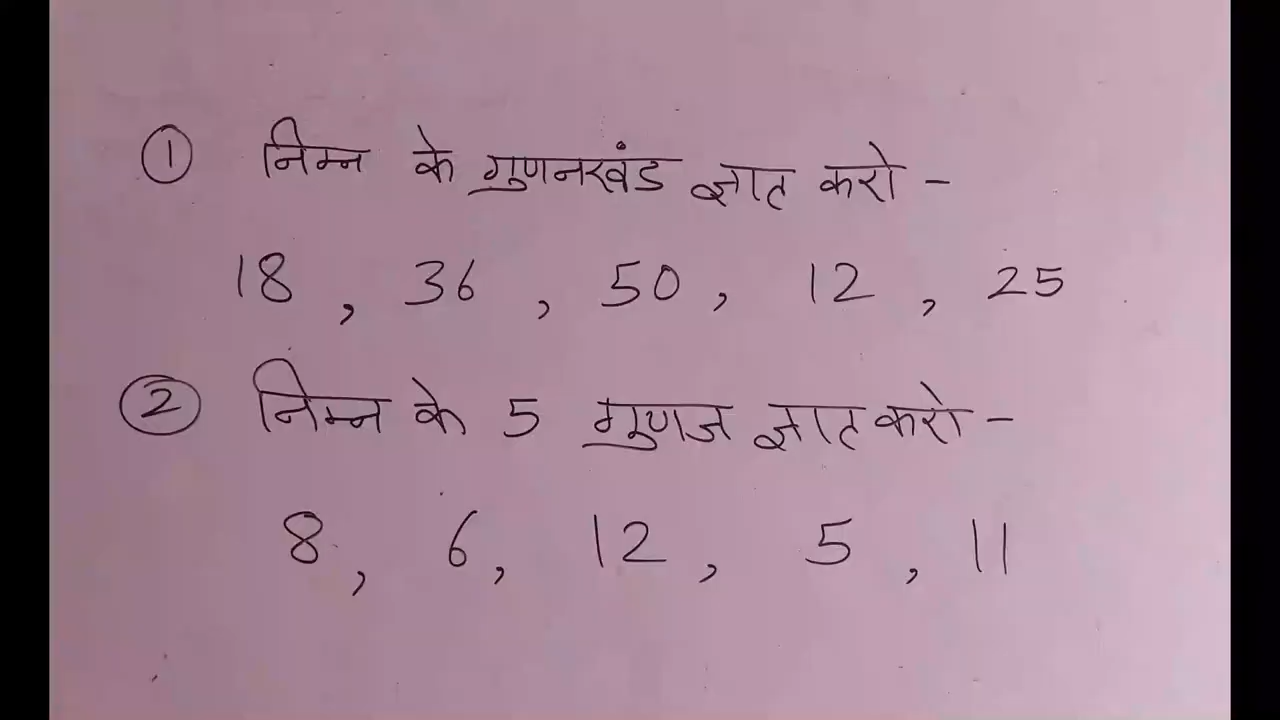 ① निम्न के गुणनखंड ज्ञात करो -
18 , 36 , 50 , 12 , 25
② निम्न के 5 गुणज ज्ञात करो -
8 , 6 , 12 , 5 , 11